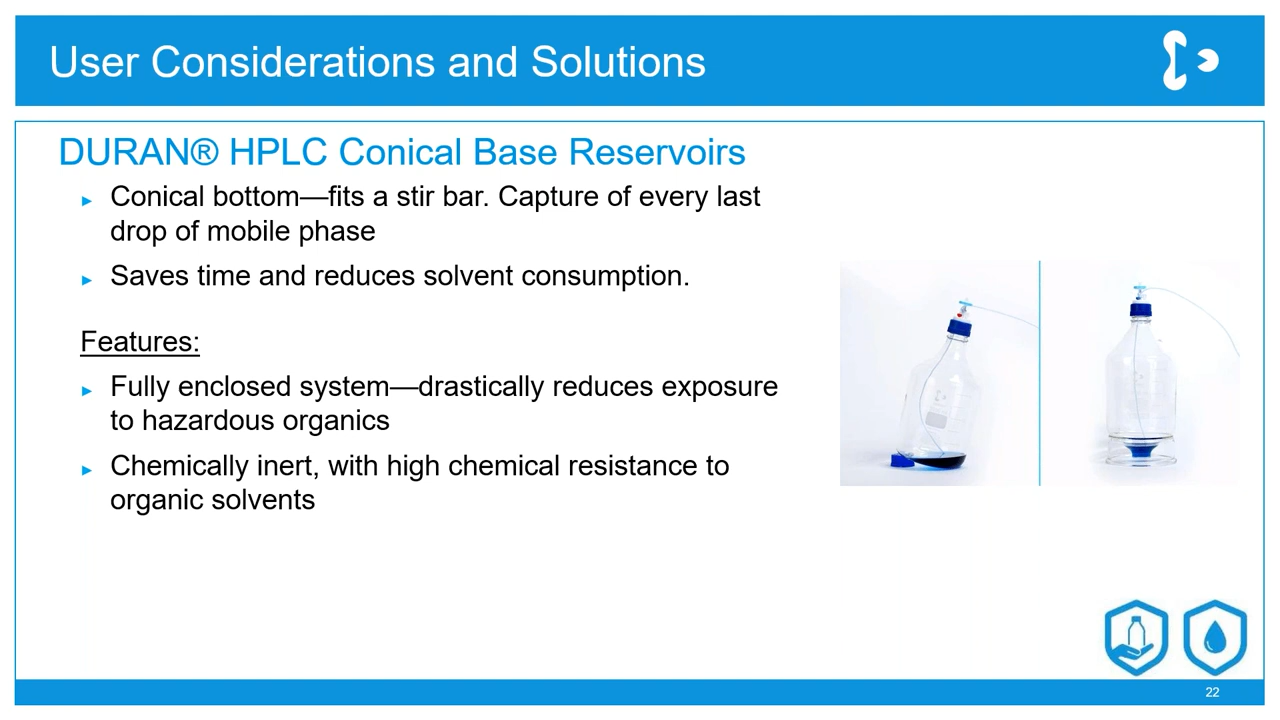 User Considerations and Solutions
DURAN® HPLC Conical Base Reservoirs
Conical bottom—fits a stir bar. Capture of every last
drop of mobile phase
Saves time and reduces solvent consumption.
Features:
Fully enclosed system—drastically reduces exposure
to hazardous organics
Chemically inert, with high chemical resistance to
organic solvents
22